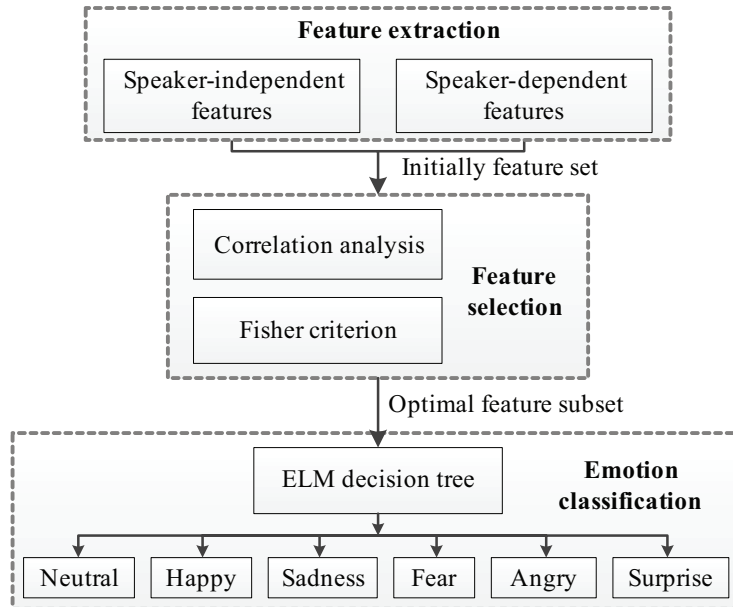 Feature extraction
Speaker-independent
features
Speaker-dependent
features
Initially feature set
Correlation analysis
Fisher criterion
Feature
selection
Optimal feature subset
ELM decision tree
Emotion
classification
Neutral
Happy
Sadness
Fear
Angry
Surprise